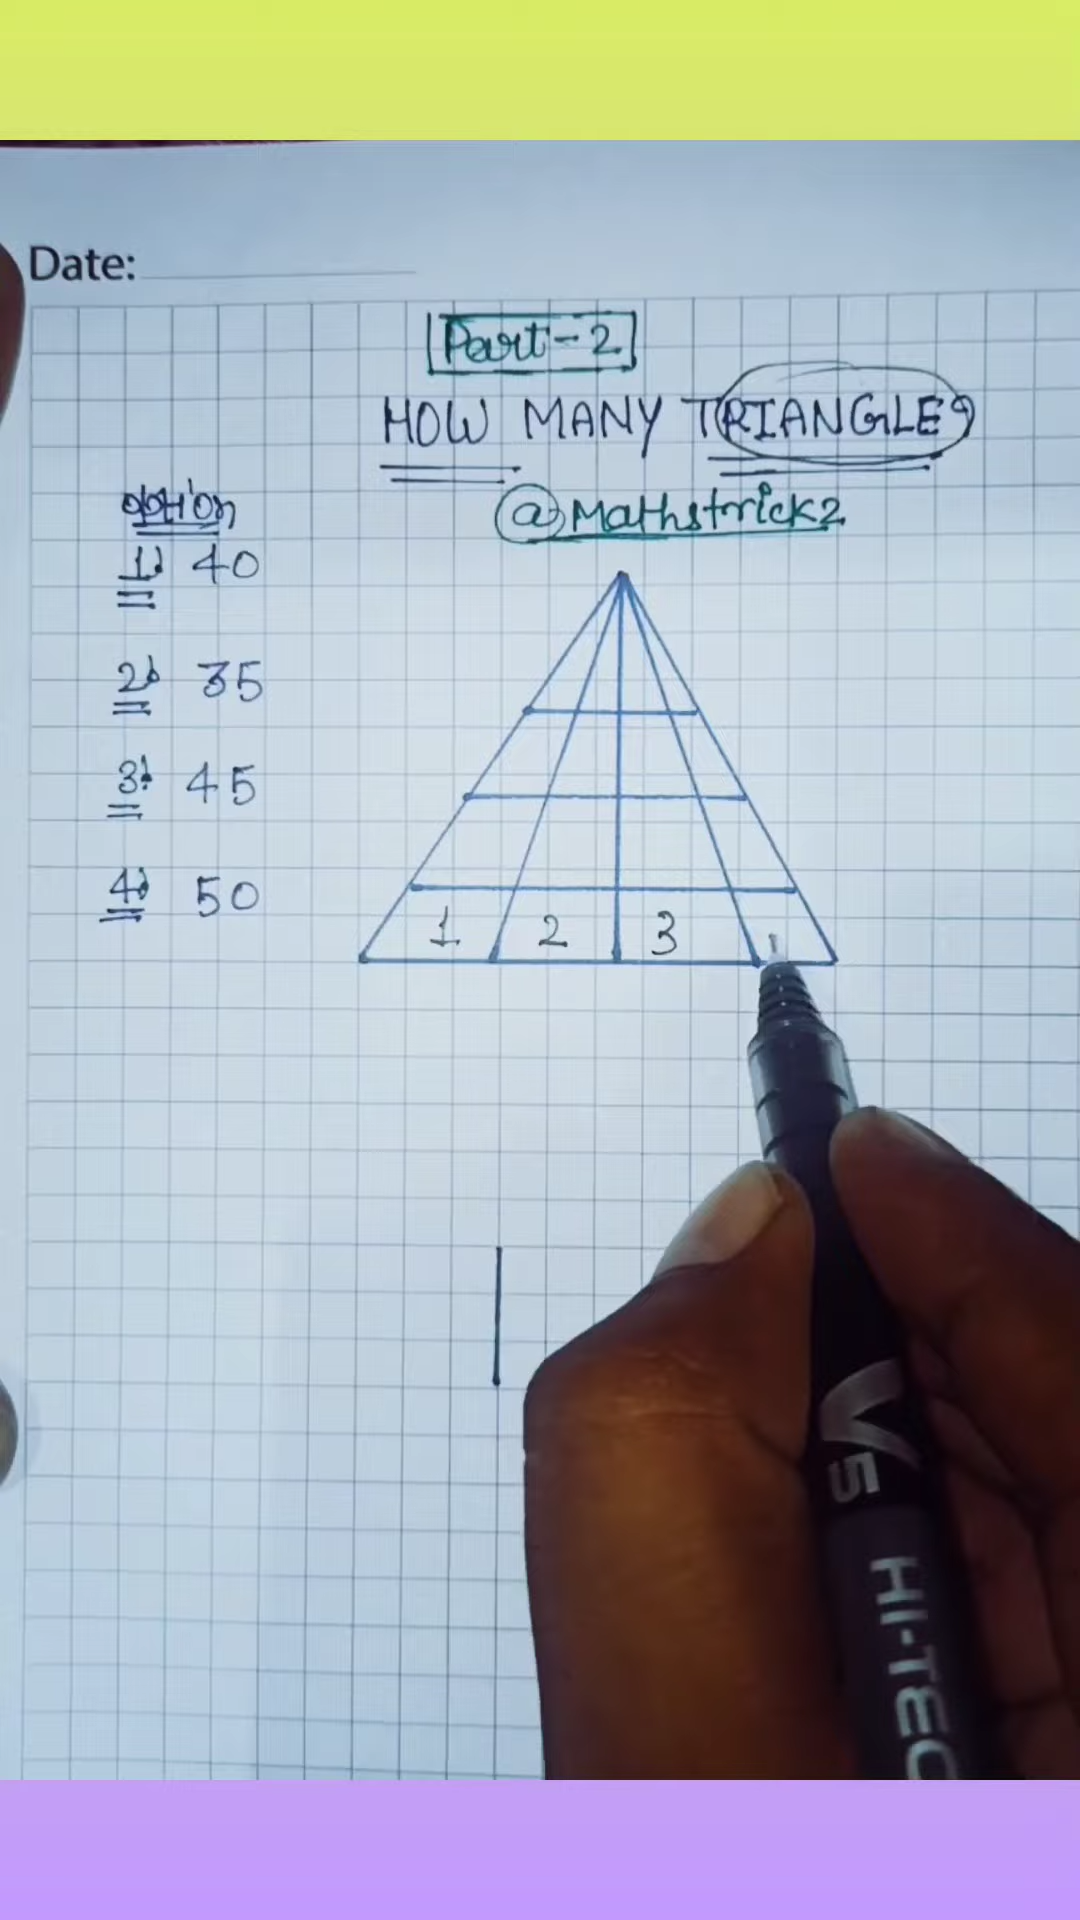 Date:
Part-2
HOW MANY TRIANGLE?
@Mathstrick2
option
1) 40
2) 35
3) 45
4) 50
1 2 3
V5
HI-TEC